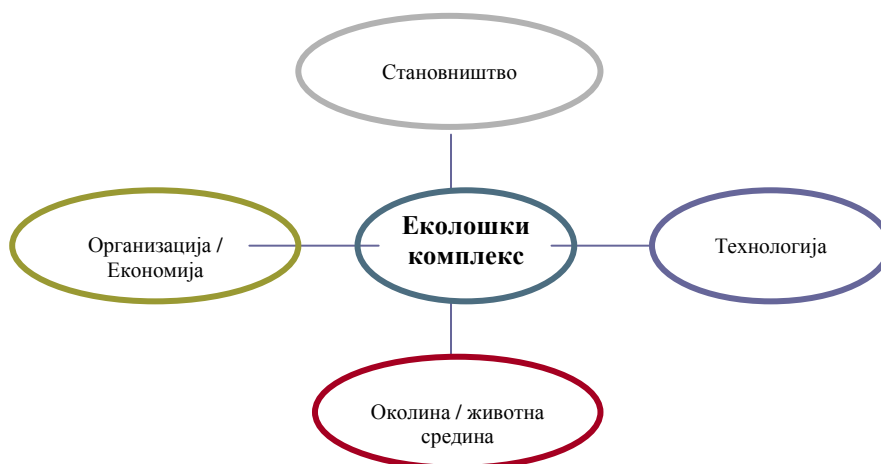 Становништво
Организација /
Економија
Еколошки
комплекс
Технологија
Околина / животна
средина